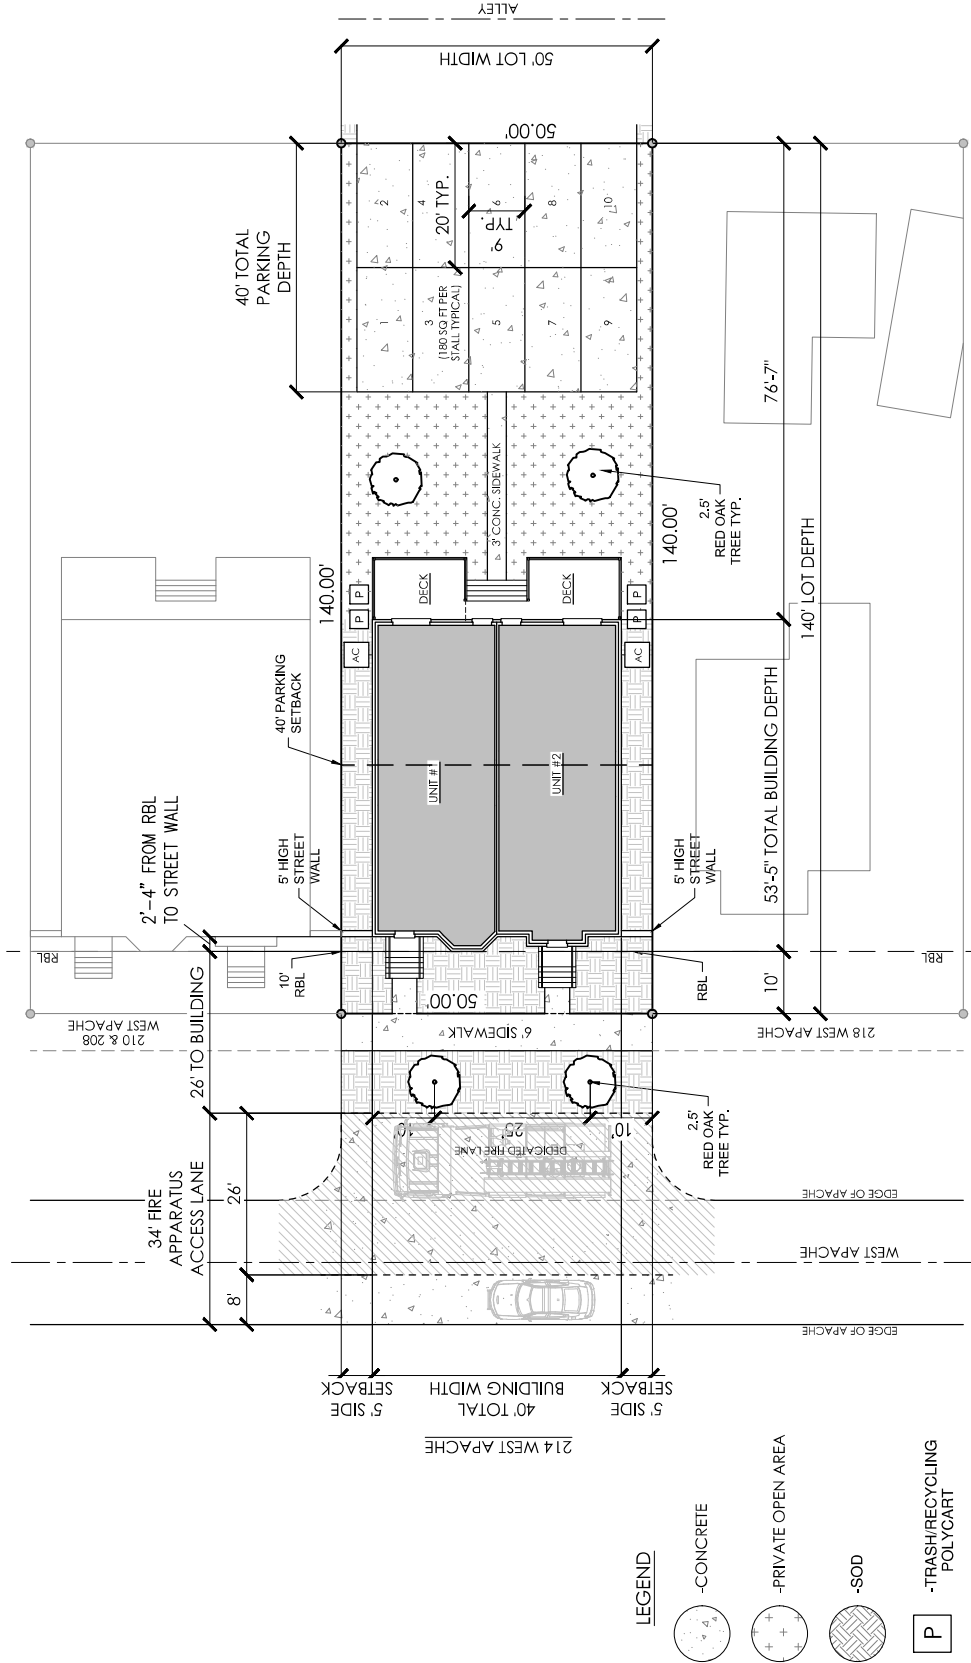 ALLEY
50' LOT WIDTH
50.00'
40' TOTAL
PARKING
DEPTH
20' TYP.
9'
TYP.
2
4
6
8
10
1
3
(180 SQ FT PER
STALL TYPICAL)
5
7
9
76'-7"
3' CONC. SIDEWALK
2.5'
RED OAK
TREE TYP.
140.00'
140.00'
140' LOT DEPTH
DECK
DECK
P
P
P
P
AC
AC
40' PARKING
SETBACK
UNIT #1
UNIT #2
53'-5" TOTAL BUILDING DEPTH
2'-4" FROM RBL
TO STREET WALL
5' HIGH
STREET
WALL
5' HIGH
STREET
WALL
RBL
10'
RBL
RBL
RBL
10'
50.00'
210 & 208
WEST APACHE
26' TO BUILDING
6' SIDEWALK
218 WEST APACHE
10'
25'
10'
DEDICATED FIRE LANE
2.5'
RED OAK
TREE TYP.
34' FIRE
APPARATUS
ACCESS LANE
26'
8'
EDGE OF APACHE
WEST APACHE
EDGE OF APACHE
5' SIDE
SETBACK
40' TOTAL
BUILDING WIDTH
5' SIDE
SETBACK
214 WEST APACHE
LEGEND
-CONCRETE
-PRIVATE OPEN AREA
-SOD
P
-TRASH/RECYCLING
POLYCART